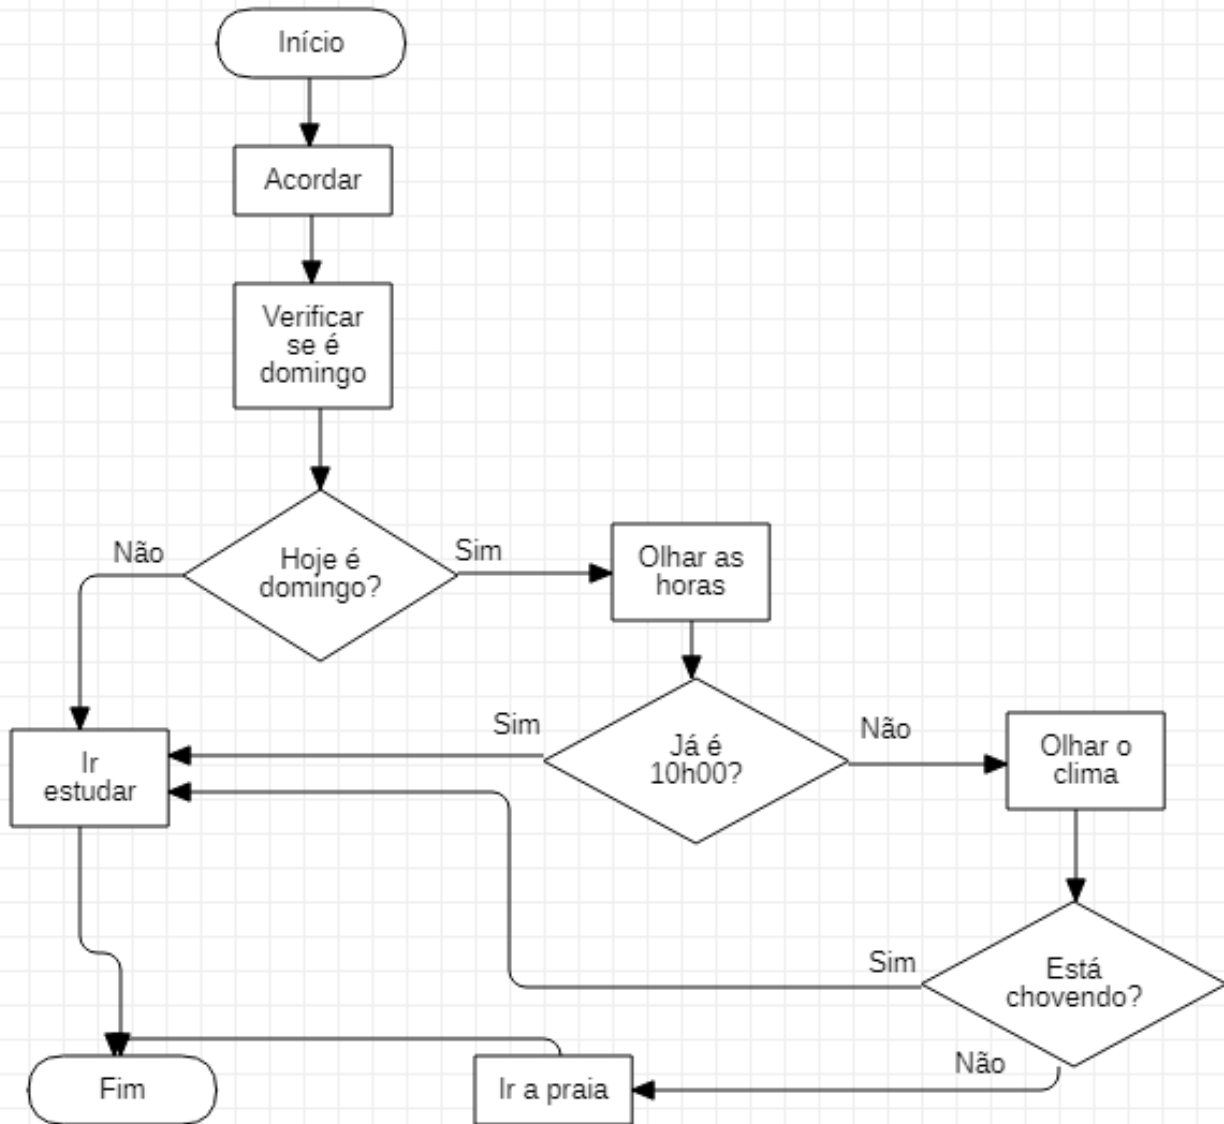 Início
Acordar
Verificar
se é
domingo
Não
Hoje é
domingo?
Sim
Olhar as
horas
Sim
Já é
10h00?
Não
Olhar o
clima
Ir
estudar
Sim
Está
chovendo?
Não
Ir a praia
Fim